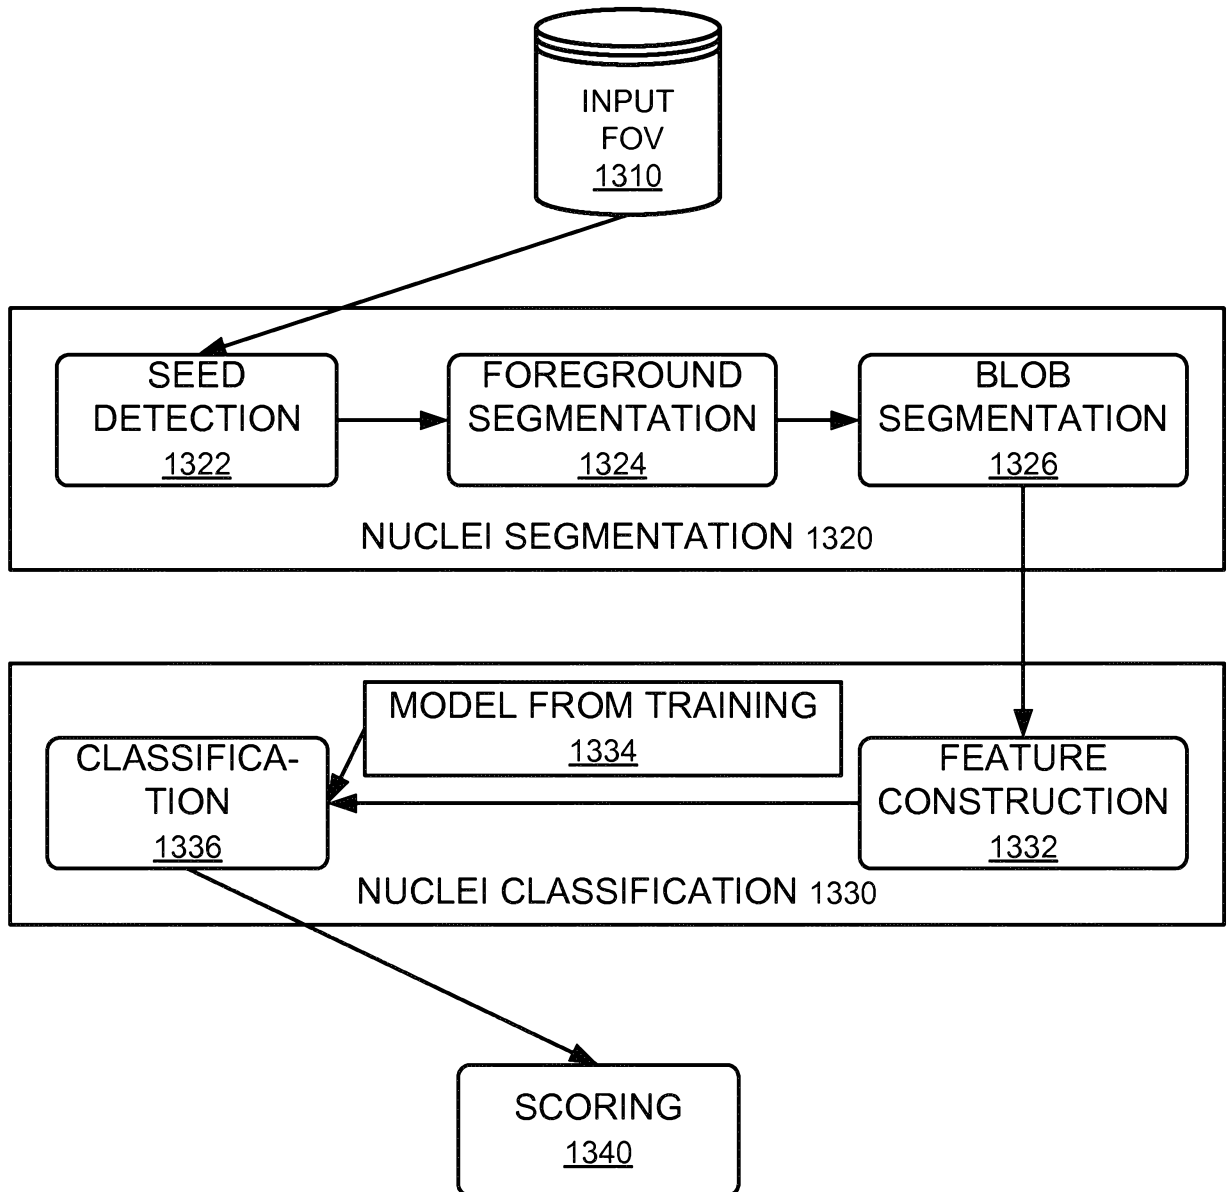 INPUT
FOV
1310
SEED
DETECTION
1322
FOREGROUND
SEGMENTATION
1324
BLOB
SEGMENTATION
1326
NUCLEI SEGMENTATION 1320
MODEL FROM TRAINING
1334
CLASSIFICA-
TION
1336
FEATURE
CONSTRUCTION
1332
NUCLEI CLASSIFICATION 1330
SCORING
1340